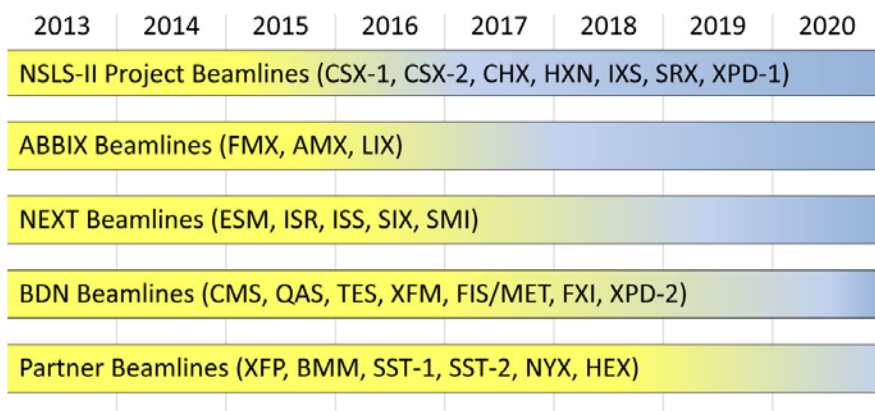 2013 2014 2015 2016 2017 2018 2019 2020
NSLS-II Project Beamlines (CSX-1, CSX-2, CHX, HXN, IXS, SRX, XPD-1)
ABBIX Beamlines (FMX, AMX, LIX)
NEXT Beamlines (ESM, ISR, ISS, SIX, SMI)
BDN Beamlines (CMS, QAS, TES, XFM, FIS/MET, FXI, XPD-2)
Partner Beamlines (XFP, BMM, SST-1, SST-2, NYX, HEX)